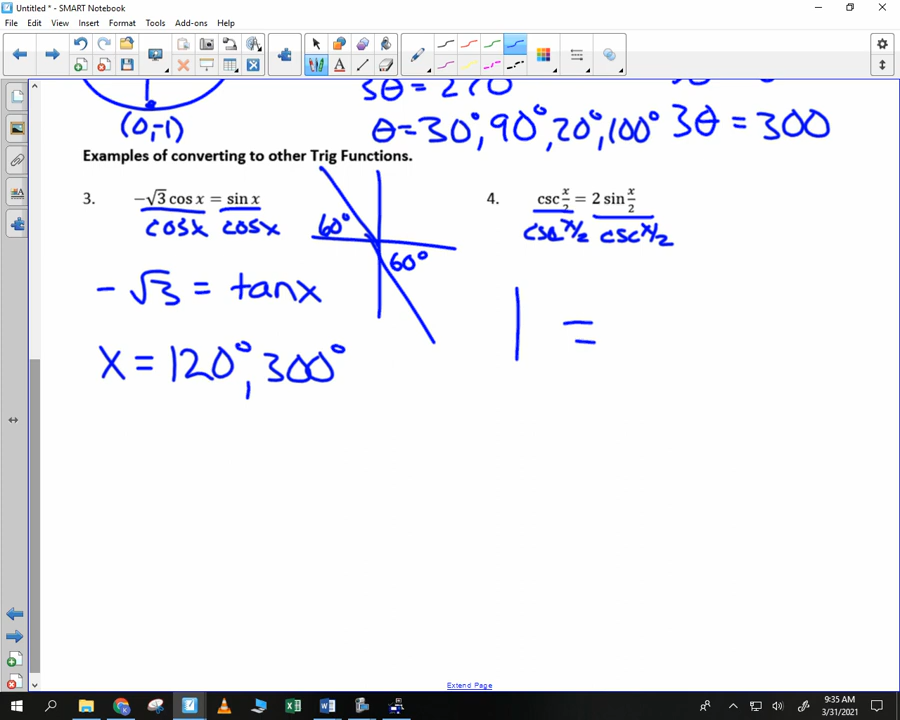 Untitled * - SMART Notebook
File Edit View Insert Format Tools Add-ons Help
3θ = 270
(0,-1)
θ = 30°, 90°, 20°, 100° 3θ = 300
Examples of converting to other Trig Functions.
3. −√3 cos x = sin x
cosx cosx
60°
60°
- √3 = tanx
x = 120°, 300°
4. csc x/2 = 2 sin x/2
csc x/2 csc x/2
1 =
Extend Page
9:35 AM
3/31/2021